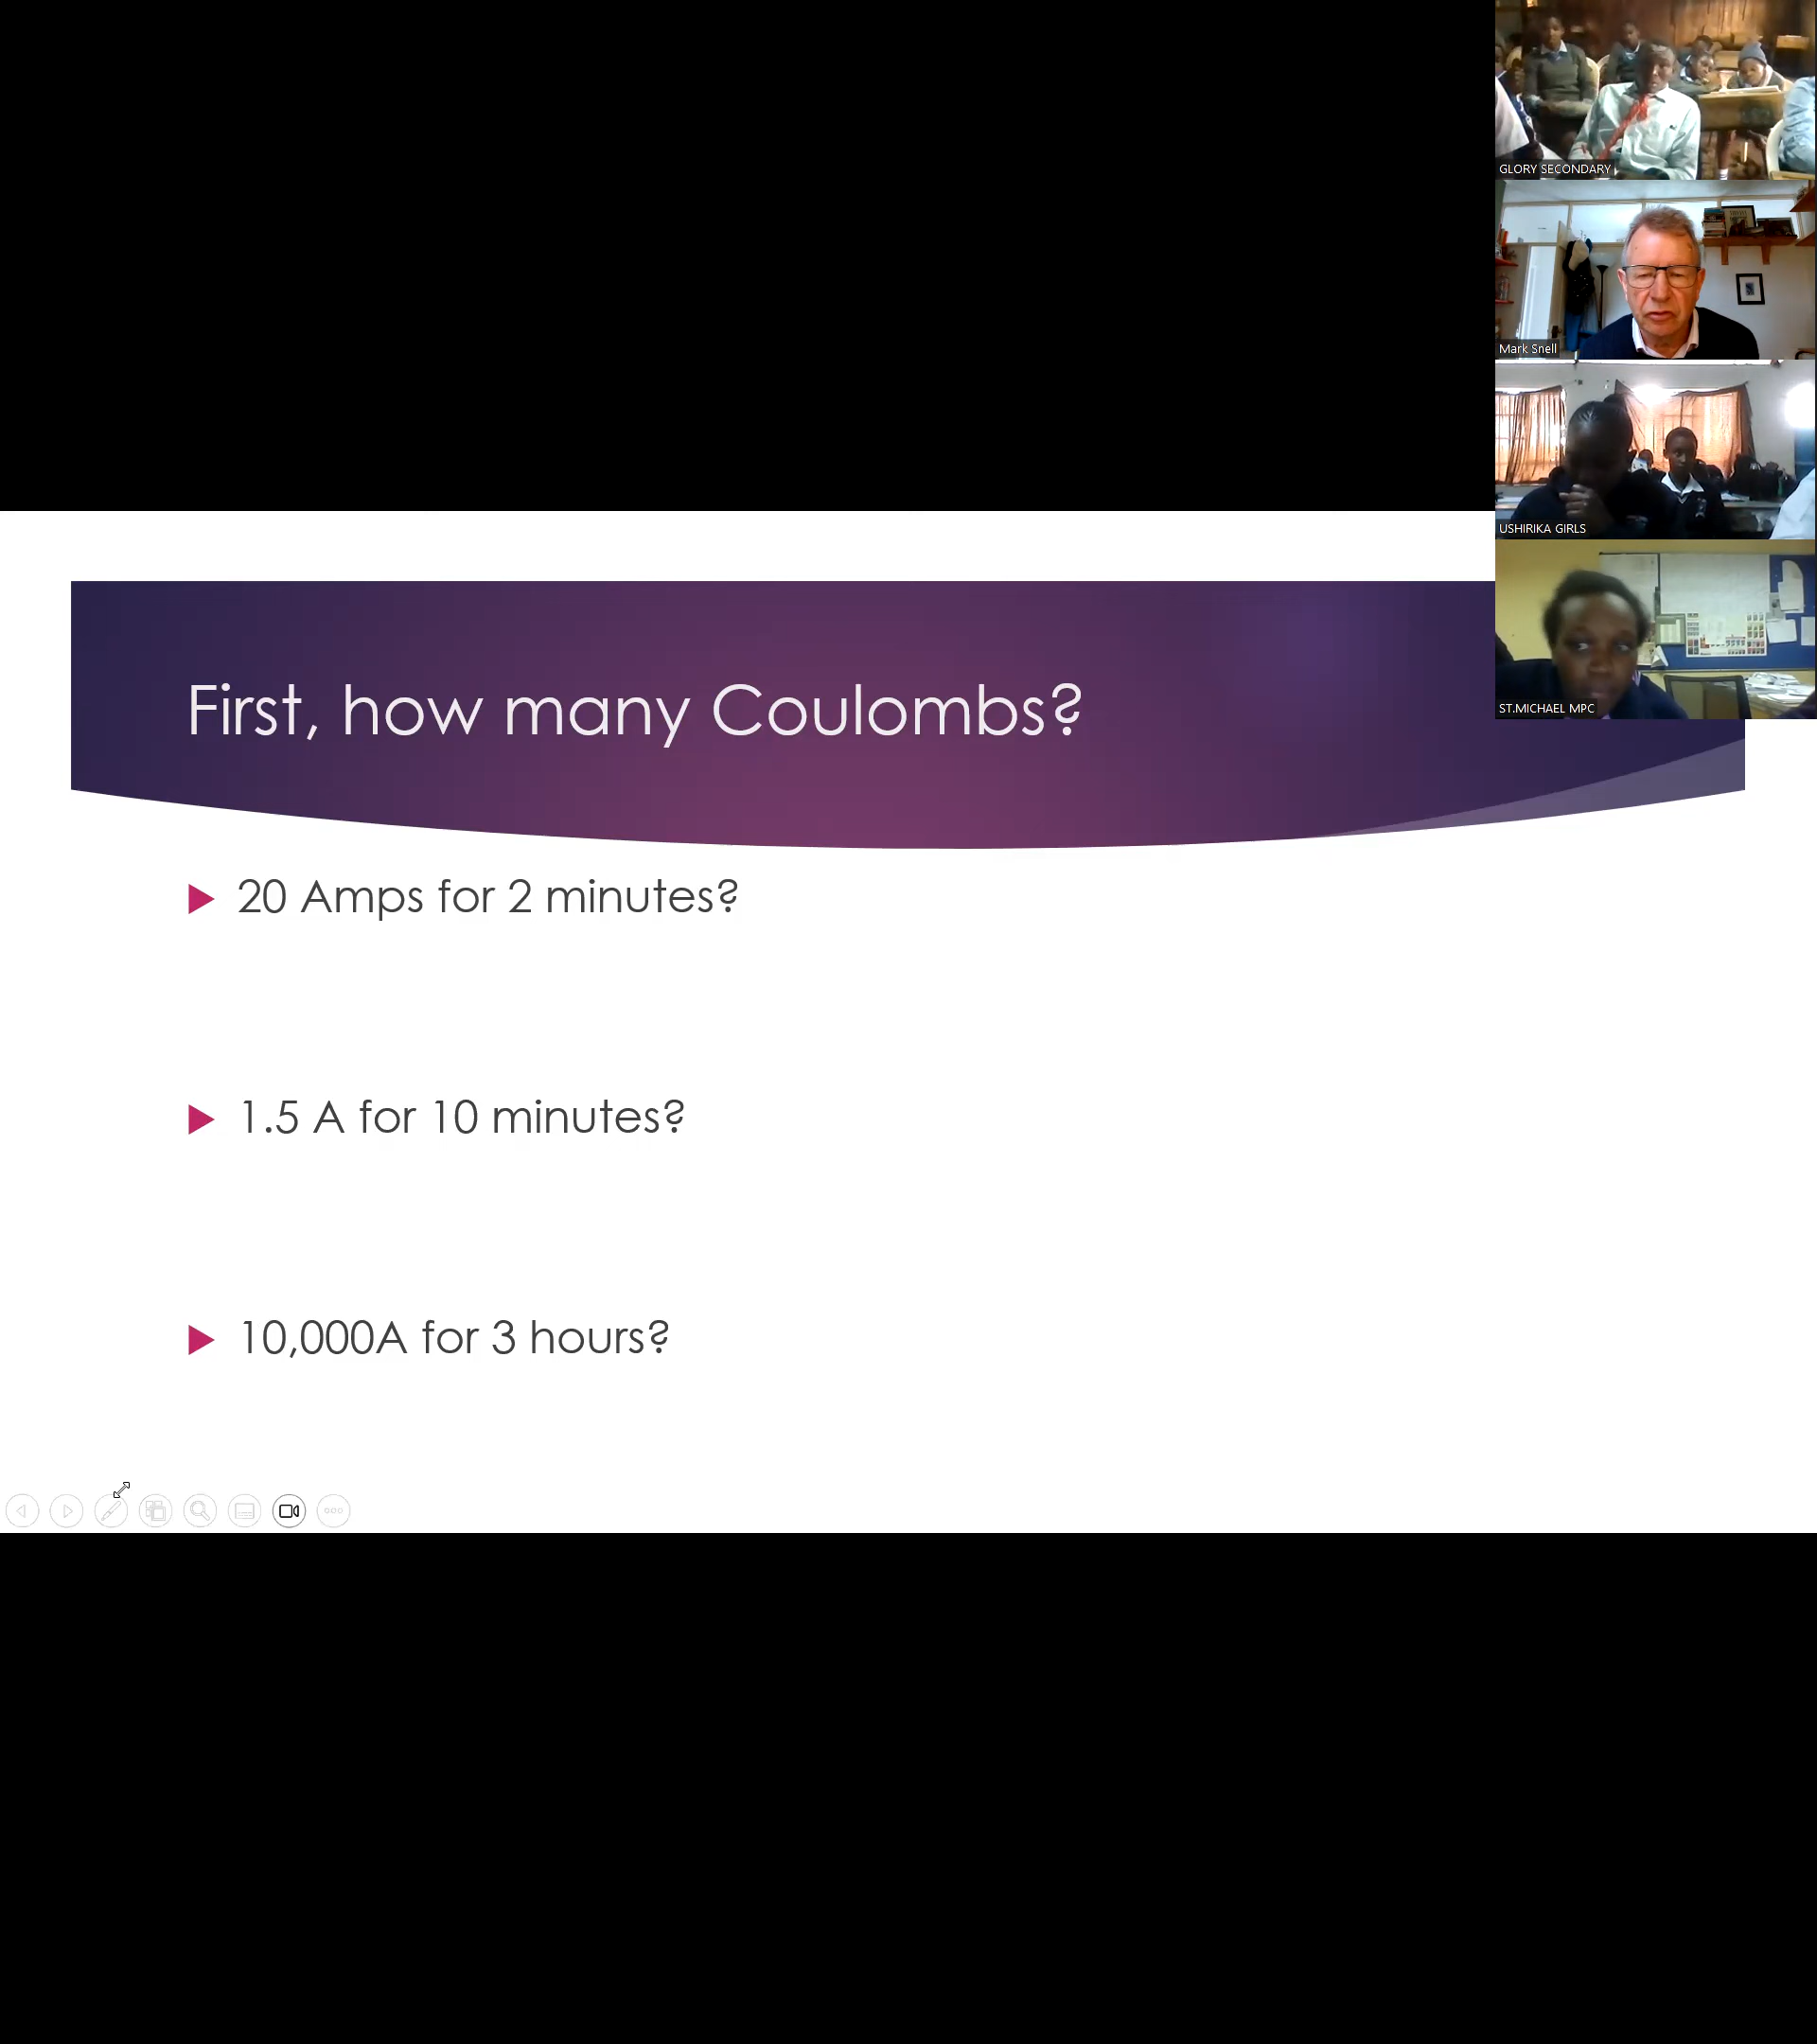 GLORY SECONDARY
Mark Snell
USHIRIKA GIRLS
ST.MICHAEL MPC
First, how many Coulombs?
20 Amps for 2 minutes?
1.5 A for 10 minutes?
10,000A for 3 hours?